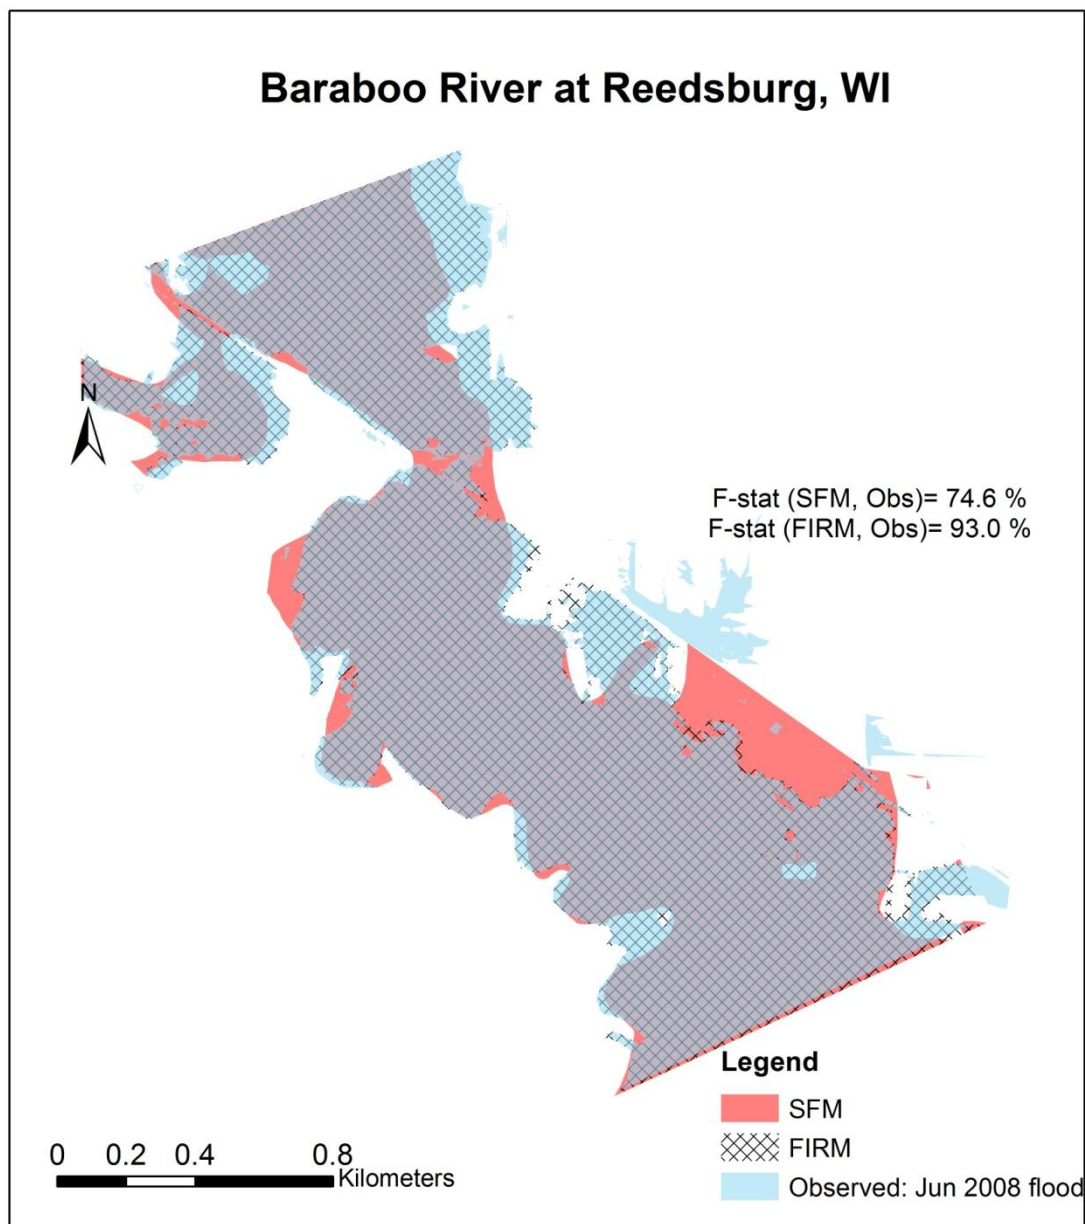 Baraboo River at Reedsburg, WI
N
F-stat (SFM, Obs)= 74.6 %
F-stat (FIRM, Obs)= 93.0 %
Legend
SFM
FIRM
Observed: Jun 2008 flood
0 0.2 0.4 0.8
Kilometers